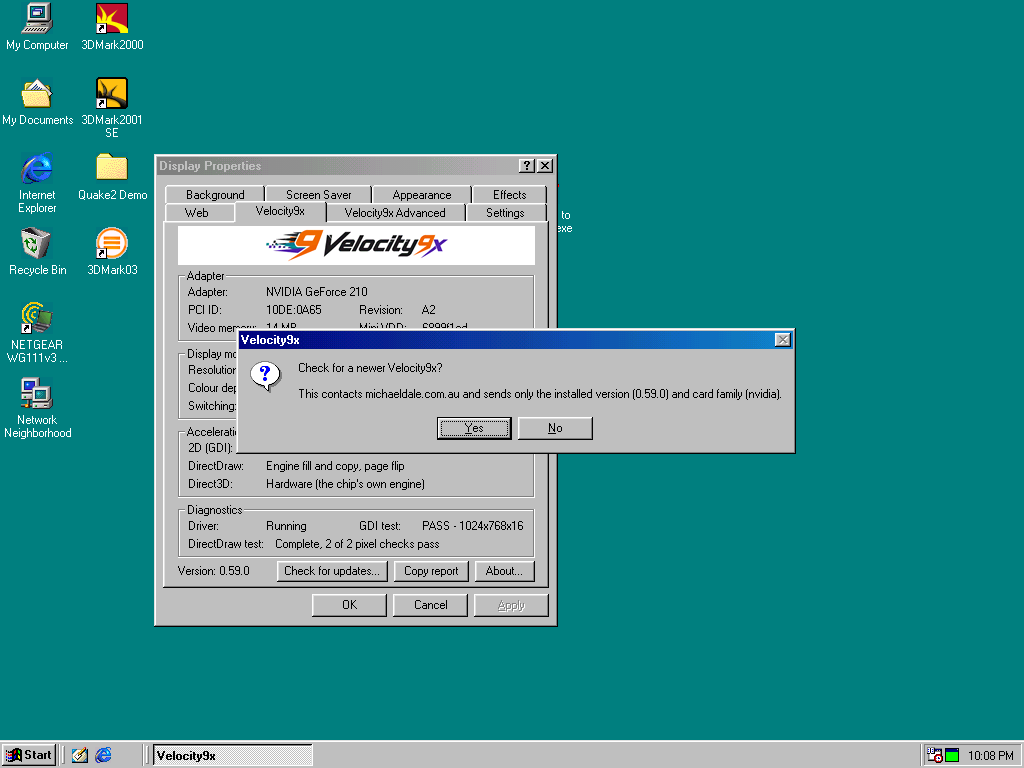 My Computer
3DMark2000
My Documents
3DMark2001
SE
Internet
Explorer
Quake2 Demo
Recycle Bin
3DMark03
NETGEAR
WG111v3 ...
Network
Neighborhood
to
exe
Display Properties
Background
Screen Saver
Appearance
Effects
Web
Velocity9x
Velocity9x Advanced
Settings
9 Velocity9x
Adapter
Adapter: NVIDIA GeForce 210
PCI ID: 10DE:0A65 Revision: A2
Video memory: 14 MB Mini VDD:
Display mo
Resolution
Colour dep
Switching:
Acceleratio
2D (GDI):
DirectDraw: Engine fill and copy, page flip
Direct3D: Hardware (the chip's own engine)
Diagnostics
Driver: Running GDI test: PASS - 1024x768x16
DirectDraw test: Complete, 2 of 2 pixel checks pass
Version: 0.59.0
Check for updates...
Copy report
About...
OK
Cancel
Apply
Velocity9x
Check for a newer Velocity9x?
This contacts michaeldale.com.au and sends only the installed version (0.59.0) and card family (nvidia).
Yes
No
Start
Velocity9x
10:08 PM